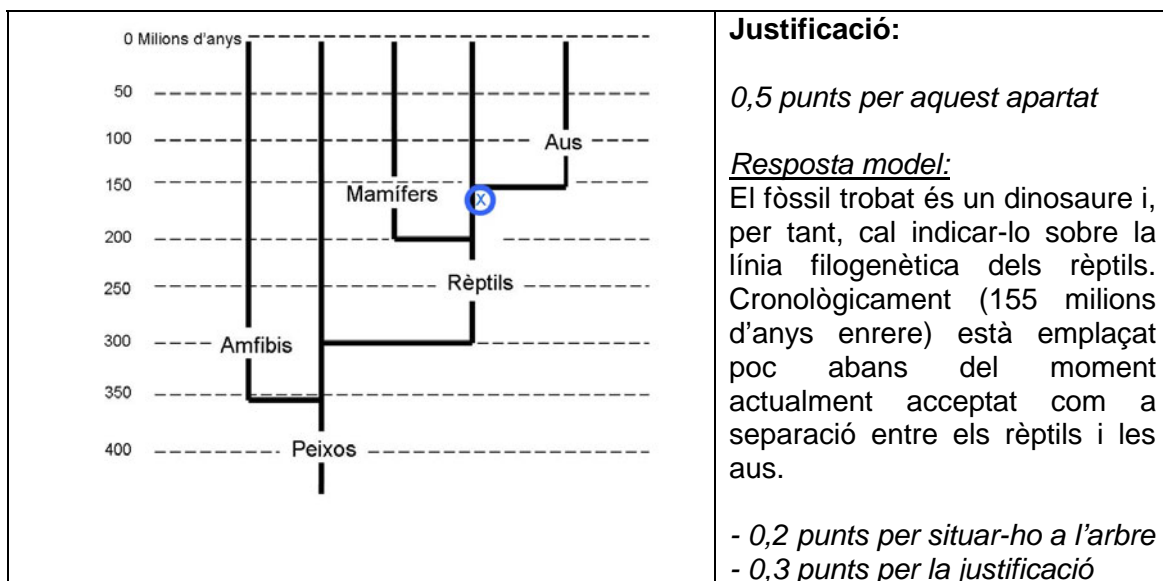 0 Milions d'anys
50
100
Aus
150
Mamífers
X
200
250
Rèptils
300
Amfibis
350
400
Peixos
Justificació:
0,5 punts per aquest apartat
Resposta model:
El fòssil trobat és un dinosaure i,
per tant, cal indicar-lo sobre la
línia filogenètica dels rèptils.
Cronològicament (155 milions
d'anys enrere) està emplaçat
poc abans del moment
actualment acceptat com a
separació entre els rèptils i les
aus.
- 0,2 punts per situar-ho a l'arbre
- 0,3 punts per la justificació